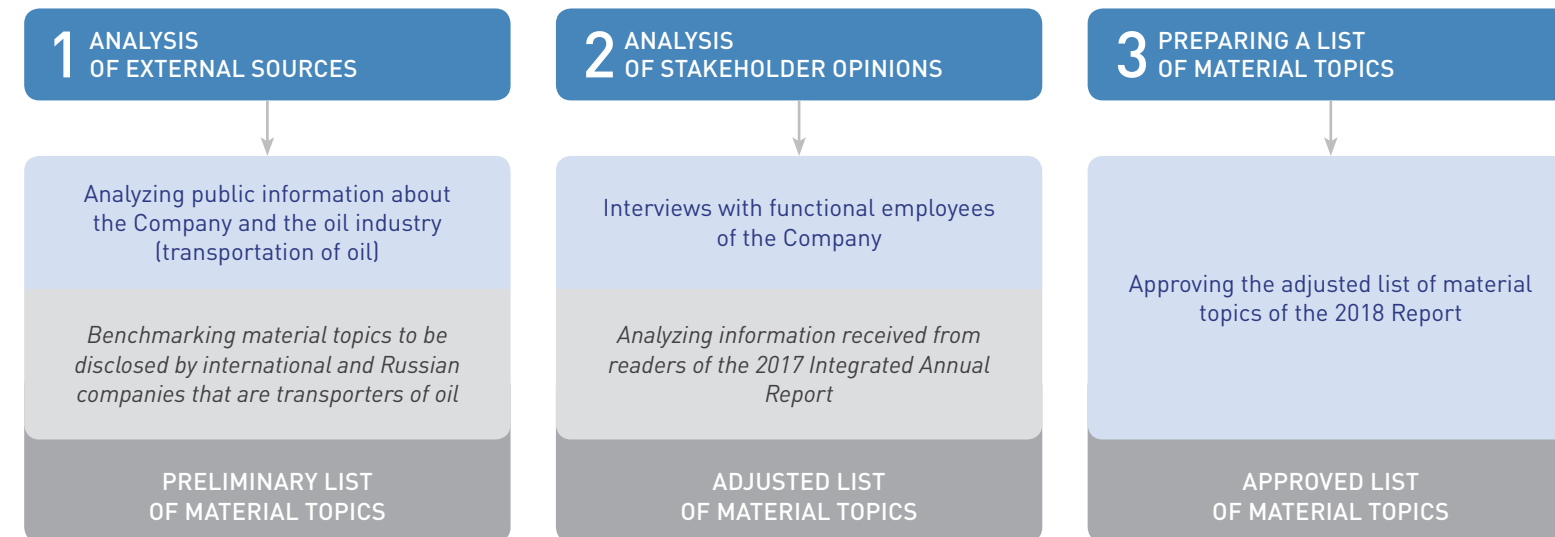 1 ANALYSIS
OF EXTERNAL SOURCES
Analyzing public information about
the Company and the oil industry
(transportation of oil)
Benchmarking material topics to be
disclosed by international and Russian
companies that are transporters of oil
PRELIMINARY LIST
OF MATERIAL TOPICS
2 ANALYSIS
OF STAKEHOLDER OPINIONS
Interviews with functional employees
of the Company
Analyzing information received from
readers of the 2017 Integrated Annual
Report
ADJUSTED LIST
OF MATERIAL TOPICS
3 PREPARING A LIST
OF MATERIAL TOPICS
Approving the adjusted list of material
topics of the 2018 Report
APPROVED LIST
OF MATERIAL TOPICS